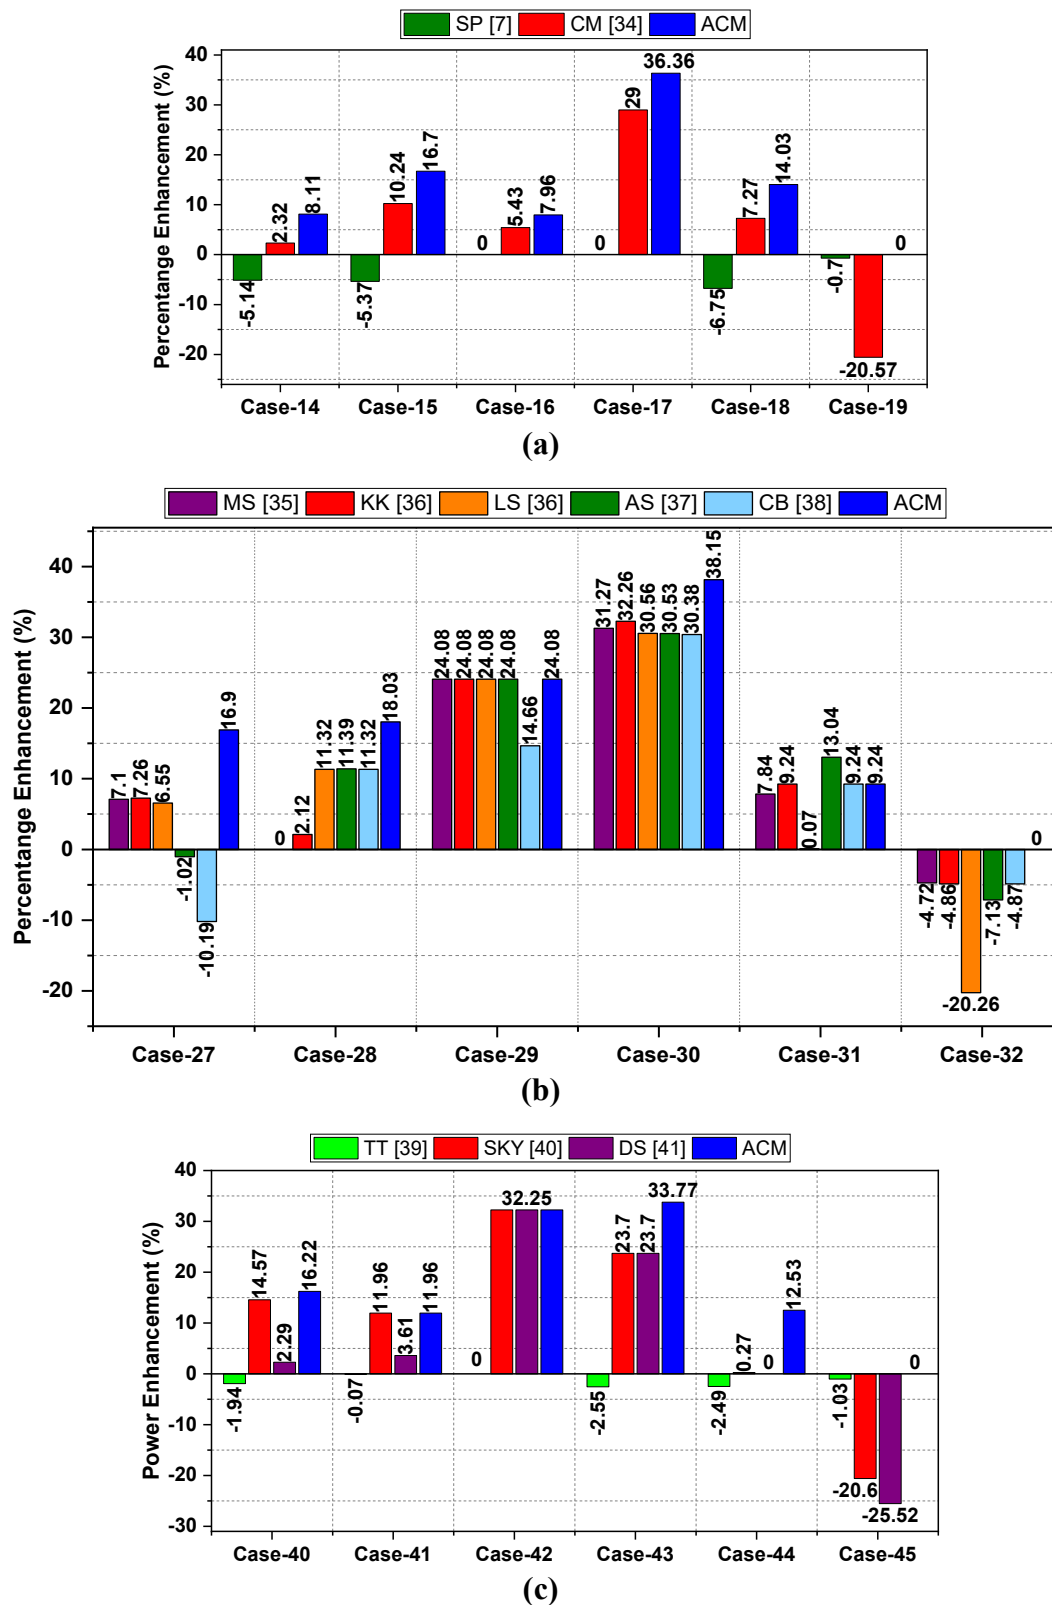 SP [7] CM [34] ACM
Percentange Enhancement (%)
40
30
20
10
0
-10
-20
-5.14 2.32 8.11
-5.37 10.24 16.7
0 5.43 7.96
0 29 36.36
-6.75 7.27 14.03
-0.7 -20.57 0
Case-14 Case-15 Case-16 Case-17 Case-18 Case-19
(a)
MS [35] KK [36] LS [36] AS [37] CB [38] ACM
Percentange Enhancement (%)
40
30
20
10
0
-10
-20
7.1 7.26 6.55 -1.02 -10.19 16.9
0 2.12 11.32 11.39 11.32 18.03
24.08 24.08 24.08 24.08 14.66 24.08
31.27 32.26 30.56 30.53 30.38 38.15
7.84 9.24 0.07 13.04 9.24 9.24
-4.72 -4.86 -20.26 -7.13 -4.87 0
Case-27 Case-28 Case-29 Case-30 Case-31 Case-32
(b)
TT [39] SKY [40] DS [41] ACM
Power Enhancement (%)
40
30
20
10
0
-10
-20
-30
-1.94 14.57 2.29 16.22
-0.07 11.96 3.61 11.96
0 32.25
-2.55 23.7 23.7 33.77
-2.49 0.27 0 12.53
-1.03 -20.6 -25.52 0
Case-40 Case-41 Case-42 Case-43 Case-44 Case-45
(c)